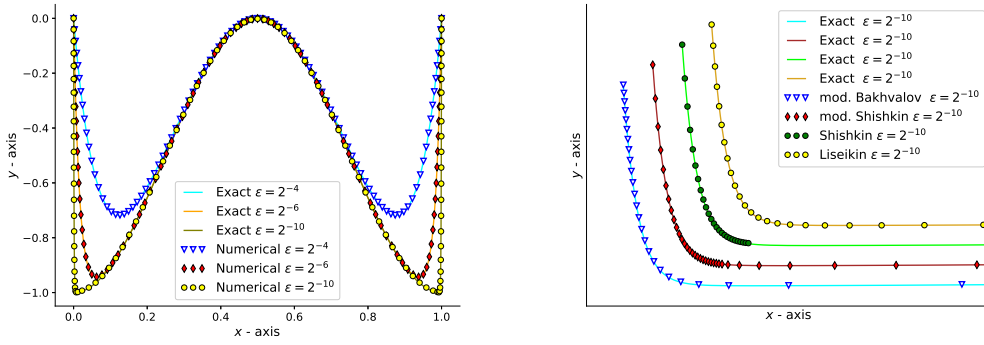 0.0
−0.2
−0.4
−0.6
−0.8
−1.0
y - axis
Exact ε = 2⁻⁴
Exact ε = 2⁻⁶
Exact ε = 2⁻¹⁰
Numerical ε = 2⁻⁴
Numerical ε = 2⁻⁶
Numerical ε = 2⁻¹⁰
0.0 0.2 0.4 0.6 0.8 1.0
x - axis
y - axis
Exact ε = 2⁻¹⁰
Exact ε = 2⁻¹⁰
Exact ε = 2⁻¹⁰
Exact ε = 2⁻¹⁰
mod. Bakhvalov ε = 2⁻¹⁰
mod. Shishkin ε = 2⁻¹⁰
Shishkin ε = 2⁻¹⁰
Liseikin ε = 2⁻¹⁰
x - axis